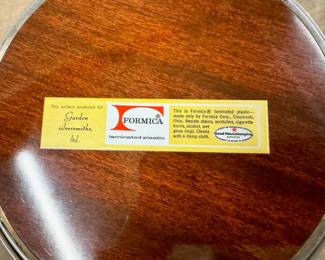 This surface produced for
Garden
silversmiths,
ltd.
FORMICA®
laminated plastic
This is Formica® laminated plastic—
made only by Formica Corp., Cincinnati,
Ohio. Resists stains, scratches, cigarette
burns, alcohol, wet
glass rings. Cleans
with a damp cloth.
Good Housekeeping